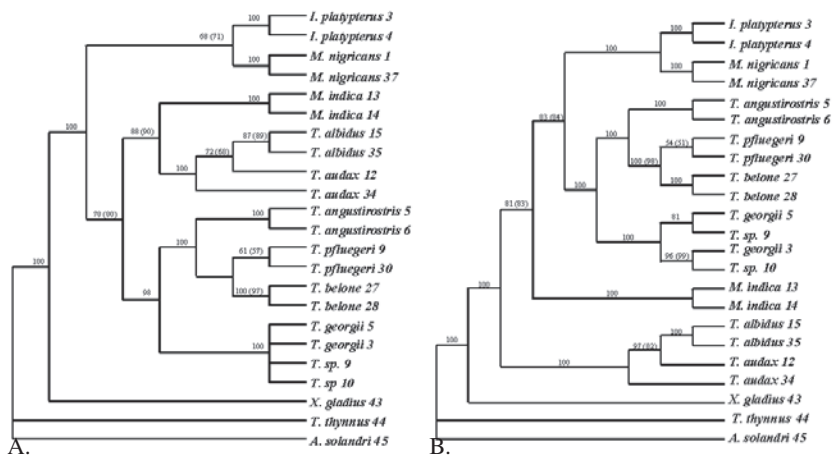 I. platypterus 3
100
I. platypterus 4
68 (71)
M. nigricans 1
100
M. nigricans 37
M. indica 13
100
M. indica 14
100
88 (90)
T. albidus 15
87 (89)
T. albidus 35
72 (68)
T. audax 12
100
T. audax 34
T. angustirostris 5
100
T. angustirostris 6
79
100
T. pfluegeri 9
61 (57)
T. pfluegeri 30
T. belone 27
100 (97)
T. belone 28
98
T. georgii 5
T. georgii 3
100
T. sp. 9
T. sp 10
100
X. gladius 43
T. thynnus 44
A. solandri 45
A.
I. platypterus 3
100
I. platypterus 4
100
M. nigricans 1
100
M. nigricans 37
T. angustirostris 5
100
T. angustirostris 6
83 (84)
100
T. pfluegeri 9
54 (51)
T. pfluegeri 30
100 (98)
T. belone 27
100
T. belone 28
100
T. georgii 5
81
T. sp. 9
100
T. georgii 3
96 (99)
T. sp. 10
81 (83)
M. indica 13
100
M. indica 14
100
T. albidus 15
100
T. albidus 35
97 (82)
T. audax 12
100
T. audax 34
100
X. gladius 43
T. thynnus 44
A. solandri 45
B.